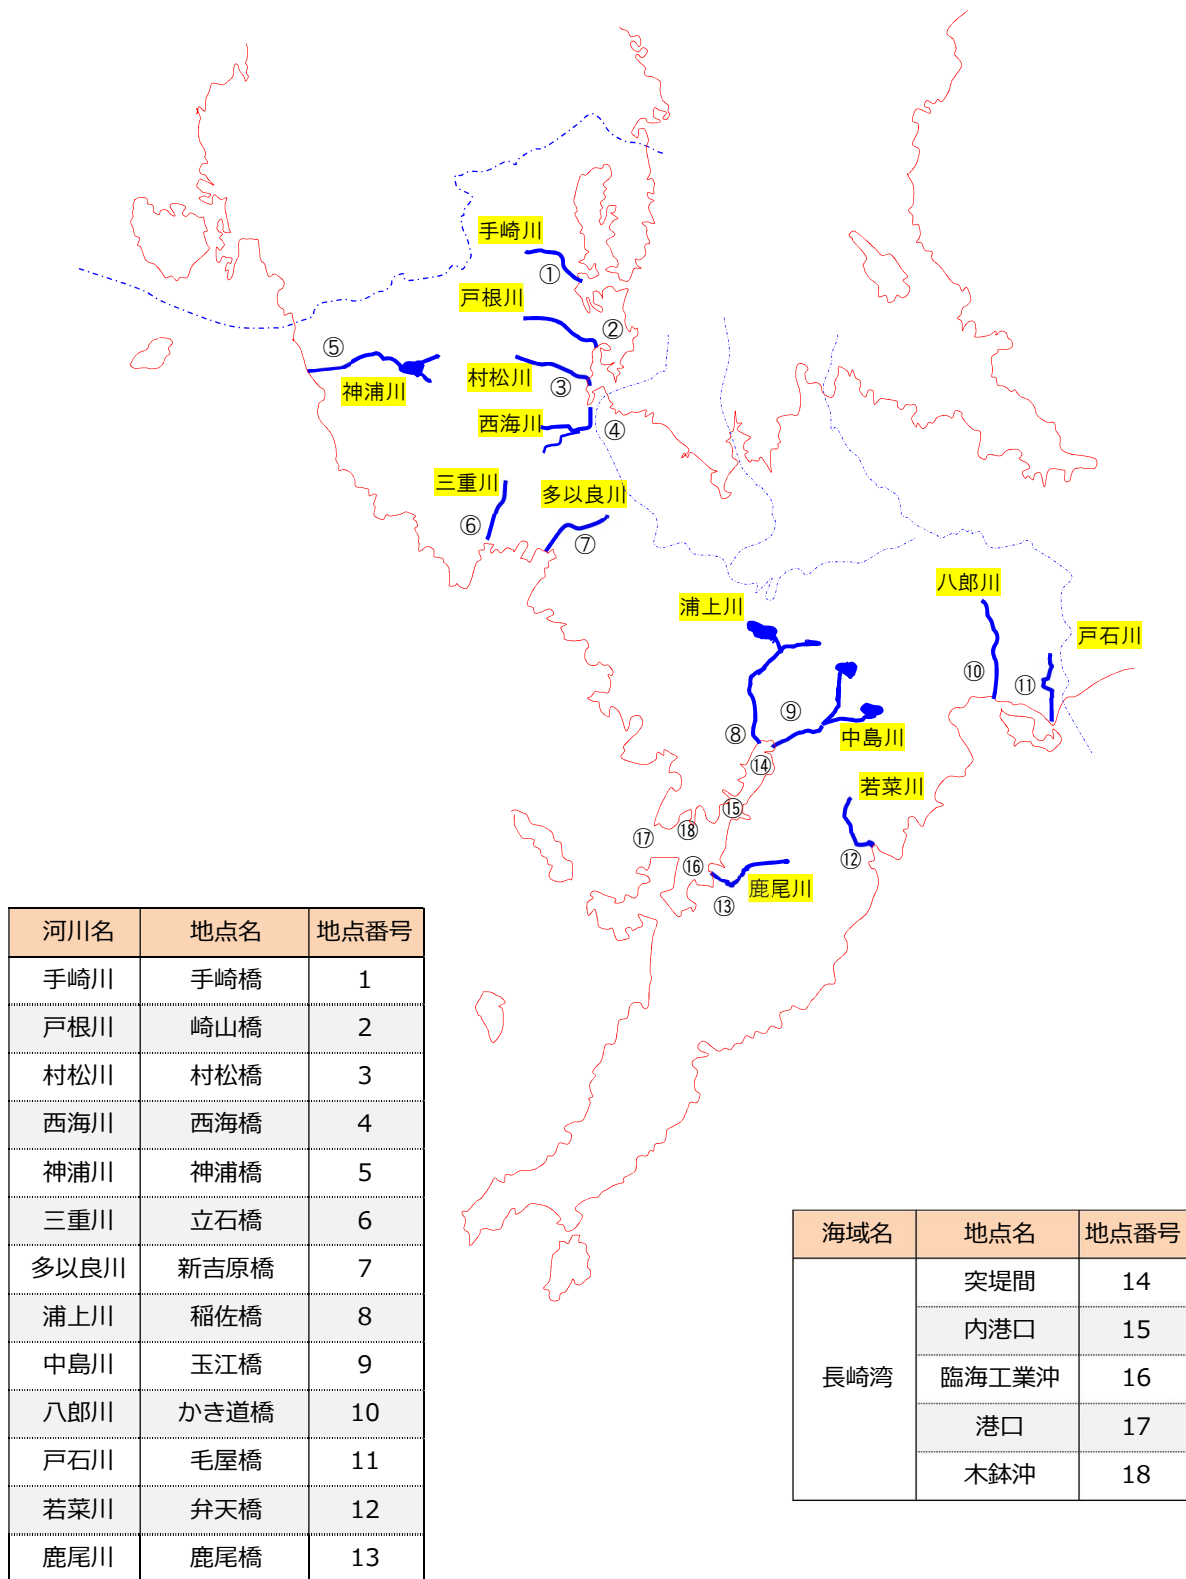 手崎川
①
戸根川
②
⑤
神浦川
村松川
③
西海川
④
三重川
⑥
多以良川
⑦
八郎川
浦上川
戸石川
⑩
⑪
⑨
⑧
中島川
⑭
若菜川
⑮
⑱
⑰
⑫
⑯
鹿尾川
⑬
河川名 地点名 地点番号
手崎川 手崎橋 1
戸根川 崎山橋 2
村松川 村松橋 3
西海川 西海橋 4
神浦川 神浦橋 5
三重川 立石橋 6
多以良川 新吉原橋 7
浦上川 稲佐橋 8
中島川 玉江橋 9
八郎川 かき道橋 10
戸石川 毛屋橋 11
若菜川 弁天橋 12
鹿尾川 鹿尾橋 13
海域名 地点名 地点番号
突堤間 14
内港口 15
長崎湾 臨海工業沖 16
港口 17
木鉢沖 18